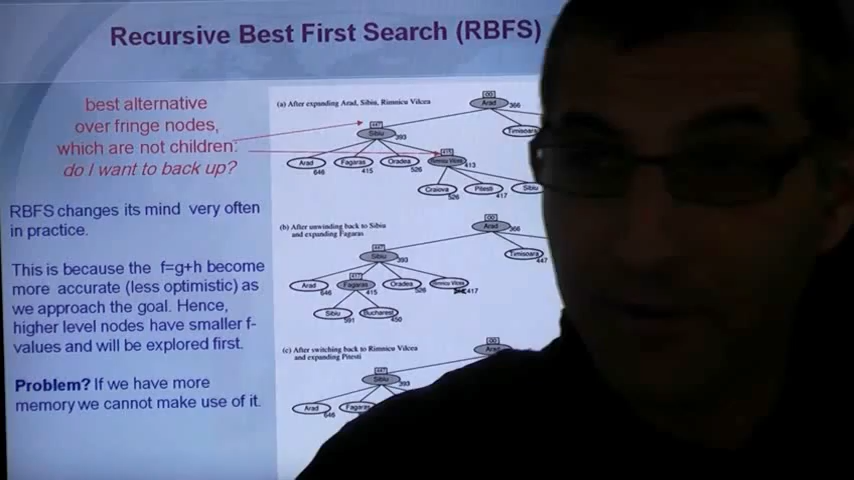 Recursive Best First Search (RBFS)
best alternative
over fringe nodes,
which are not children:
do I want to back up?
RBFS changes its mind very often
in practice.
This is because the f=g+h become
more accurate (less optimistic) as
we approach the goal. Hence,
higher level nodes have smaller f-
values and will be explored first.
Problem? If we have more
memory we cannot make use of it.
(a) After expanding Arad, Sibiu, Rimnicu Vilcea
Arad 366
447
Sibiu 393
Timisoara
Arad 646
Fagaras 415
Oradea 526
415
Rimnicu Vilcea 413
Craiova 526
Pitesti 417
Sibiu
(b) After unwinding back to Sibiu
and expanding Fagaras
Arad 366
447
Sibiu 393
Timisoara 447
Arad 646
417
Fagaras 415
Oradea 526
Rimnicu Vilcea 417
Sibiu 591
Bucharest 450
(c) After switching back to Rimnicu Vilcea
and expanding Pitesti
Arad
447
Sibiu 393
Arad 646